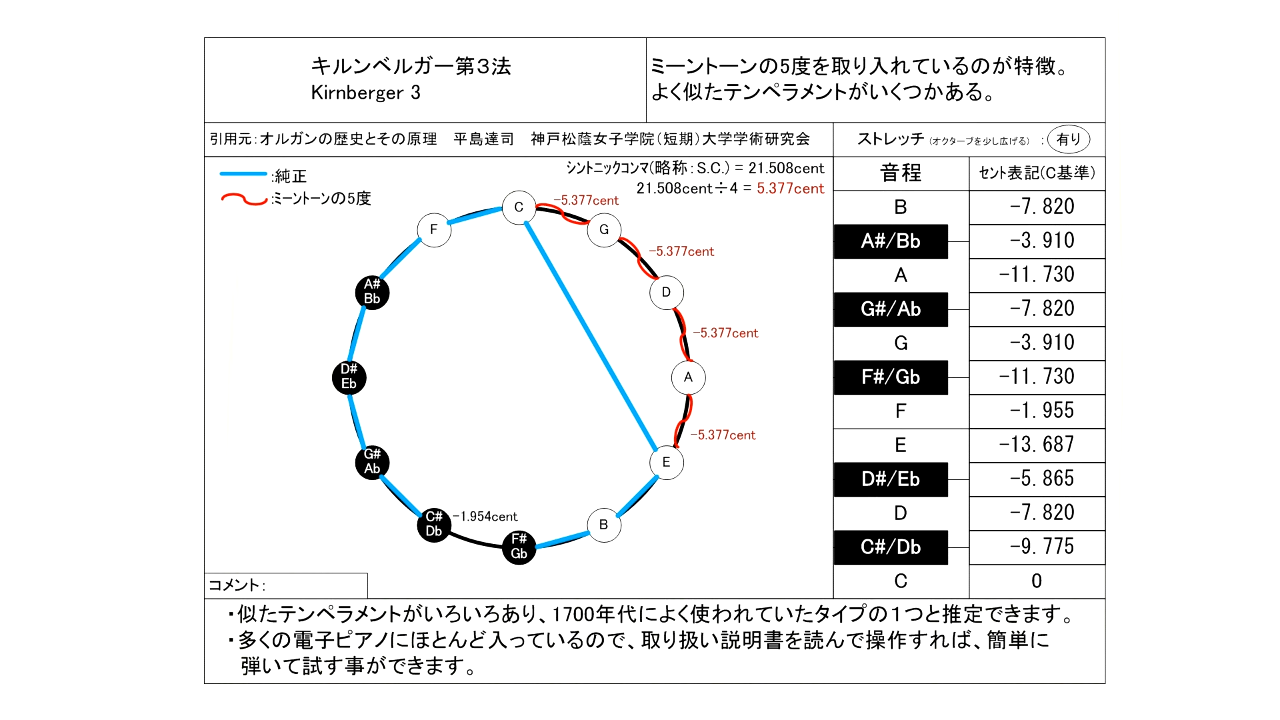 キルンベルガー第3法
Kirnberger 3
ミーントーンの5度を取り入れているのが特徴。
よく似たテンペラメントがいくつかある。
引用元：オルガンの歴史とその原理　平島達司　神戸松蔭女子学院（短期）大学学術研究会
ストレッチ（オクターブを少し広げる）：有り
：純正
：ミーントーンの5度
シントニックコンマ(略称：S.C.) = 21.508cent
21.508cent÷4 = 5.377cent
C
-5.377cent
G
-5.377cent
D
-5.377cent
A
-5.377cent
E
B
F#
Gb
-1.954cent
C#
Db
G#
Ab
D#
Eb
A#
Bb
F
音程　セント表記(C基準)
B　-7.820
A#/Bb　-3.910
A　-11.730
G#/Ab　-7.820
G　-3.910
F#/Gb　-11.730
F　-1.955
E　-13.687
D#/Eb　-5.865
D　-7.820
C#/Db　-9.775
C　0
コメント：
・似たテンペラメントがいろいろあり、1700年代によく使われていたタイプの１つと推定できます。
・多くの電子ピアノにほとんど入っているので、取り扱い説明書を読んで操作すれば、簡単に
弾いて試す事ができます。